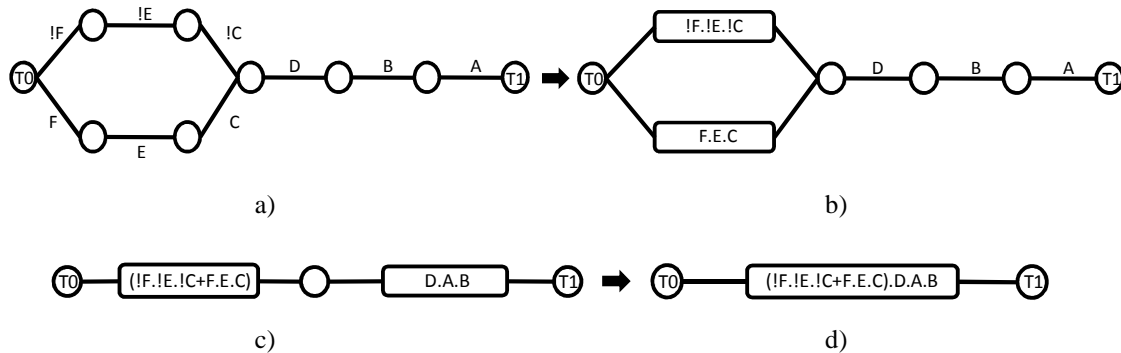 !F !E !C
T0 D B A T1
F E C
!F.!E.!C
T0 D B A T1
F.E.C
a) b)
T0 (!F.!E.!C+F.E.C) D.A.B T1
T0 (!F.!E.!C+F.E.C).D.A.B T1
c) d)